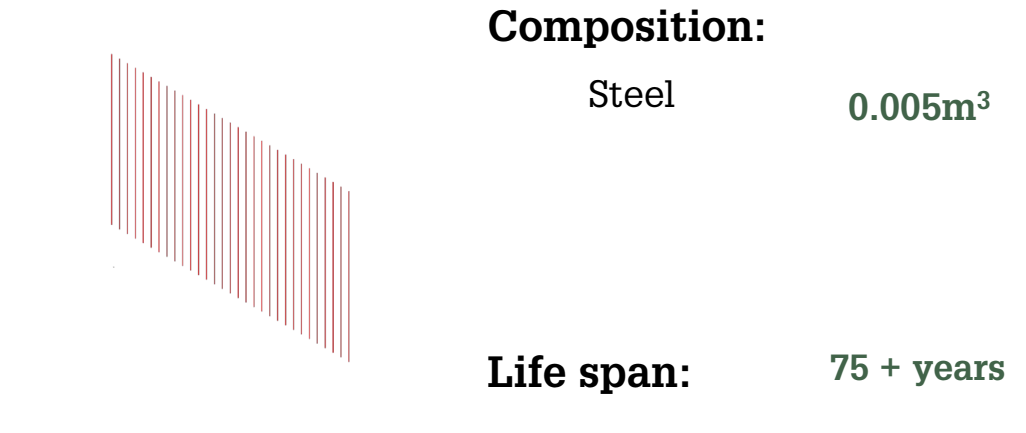 Composition:
Steel
0.005m³
Life span:
75 + years